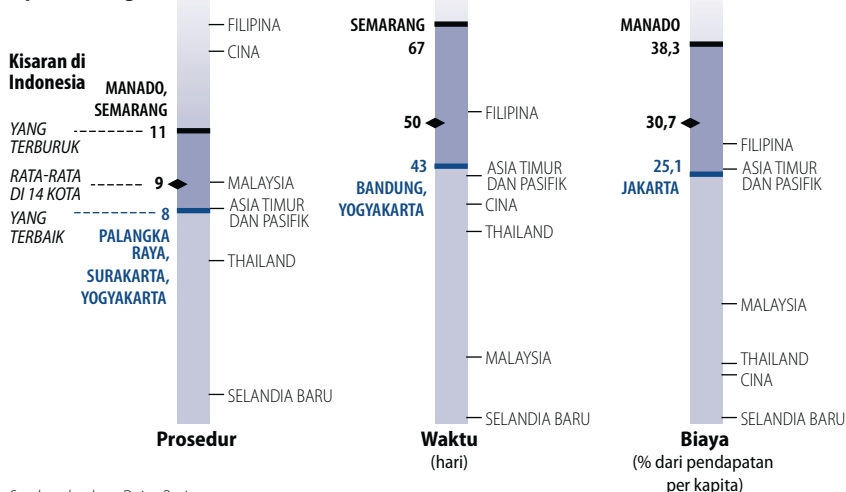 FILIPINA
CINA
Kisaran di
Indonesia
MANADO,
SEMARANG
YANG
TERBURUK
11
RATA-RATA
DI 14 KOTA
9
MALAYSIA
YANG
TERBAIK
8
ASIA TIMUR
DAN PASIFIK
PALANGKA
RAYA,
SURAKARTA,
YOGYAKARTA
THAILAND
SELANDIA BARU
Prosedur
SEMARANG
67
FILIPINA
50
43
ASIA TIMUR
DAN PASIFIK
BANDUNG,
YOGYAKARTA
CINA
THAILAND
MALAYSIA
SELANDIA BARU
Waktu
(hari)
MANADO
38,3
30,7
FILIPINA
25,1
ASIA TIMUR
DAN PASIFIK
JAKARTA
MALAYSIA
THAILAND
CINA
SELANDIA BARU
Biaya
(% dari pendapatan
per kapita)